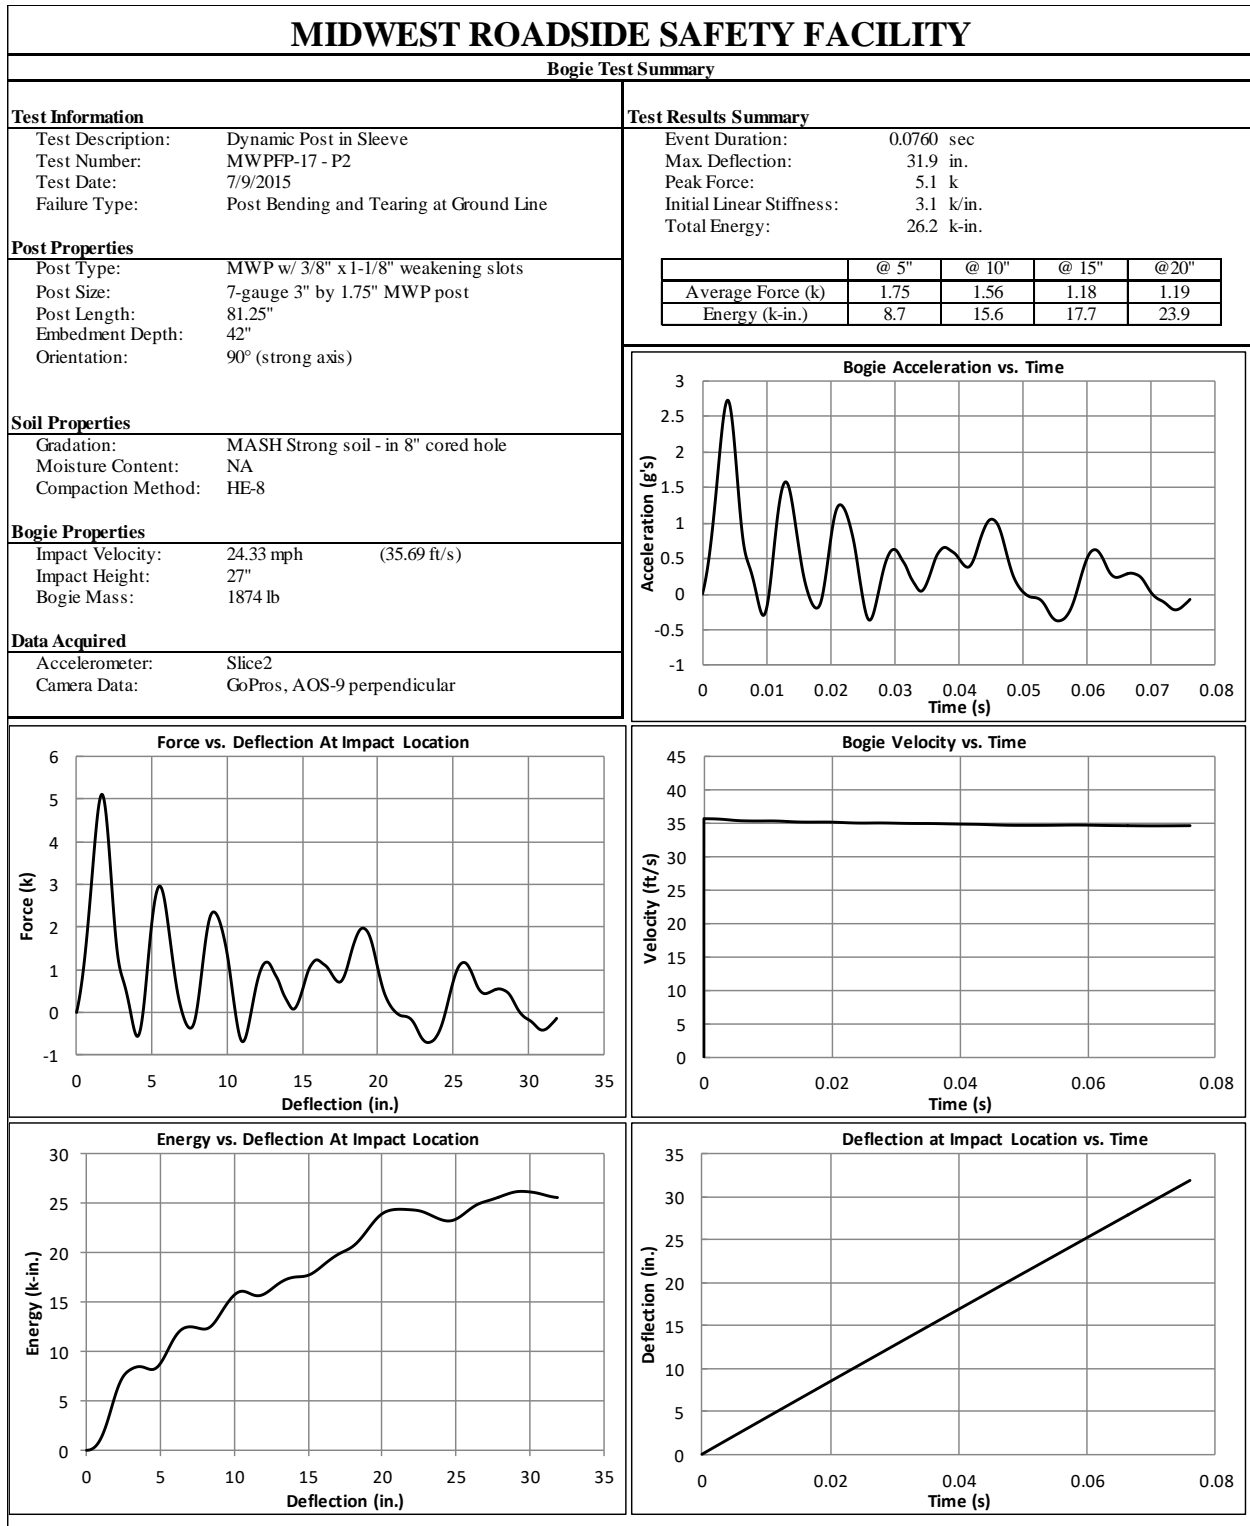 MIDWEST ROADSIDE SAFETY FACILITY
Bogie Test Summary
Test Information
Test Description: Dynamic Post in Sleeve
Test Number: MWPFP-17 - P2
Test Date: 7/9/2015
Failure Type: Post Bending and Tearing at Ground Line
Post Properties
Post Type: MWP w/ 3/8" x 1-1/8" weakening slots
Post Size: 7-gauge 3" by 1.75" MWP post
Post Length: 81.25"
Embedment Depth: 42"
Orientation: 90° (strong axis)
Soil Properties
Gradation: MASH Strong soil - in 8" cored hole
Moisture Content: NA
Compaction Method: HE-8
Bogie Properties
Impact Velocity: 24.33 mph (35.69 ft/s)
Impact Height: 27"
Bogie Mass: 1874 lb
Data Acquired
Accelerometer: Slice2
Camera Data: GoPros, AOS-9 perpendicular
Test Results Summary
Event Duration: 0.0760 sec
Max. Deflection: 31.9 in.
Peak Force: 5.1 k
Initial Linear Stiffness: 3.1 k/in.
Total Energy: 26.2 k-in.
@ 5" @ 10" @ 15" @20"
Average Force (k) 1.75 1.56 1.18 1.19
Energy (k-in.) 8.7 15.6 17.7 23.9
Bogie Acceleration vs. Time
3
2.5
2
1.5
1
0.5
0
-0.5
-1
Acceleration (g's)
0 0.01 0.02 0.03 0.04 0.05 0.06 0.07 0.08
Time (s)
Force vs. Deflection At Impact Location
6
5
4
3
2
1
0
-1
Force (k)
0 5 10 15 20 25 30 35
Deflection (in.)
Bogie Velocity vs. Time
45
40
35
30
25
20
15
10
5
0
Velocity (ft/s)
0 0.02 0.04 0.06 0.08
Time (s)
Energy vs. Deflection At Impact Location
30
25
20
15
10
5
0
Energy (k-in.)
0 5 10 15 20 25 30 35
Deflection (in.)
Deflection at Impact Location vs. Time
35
30
25
20
15
10
5
0
Deflection (in.)
0 0.02 0.04 0.06 0.08
Time (s)